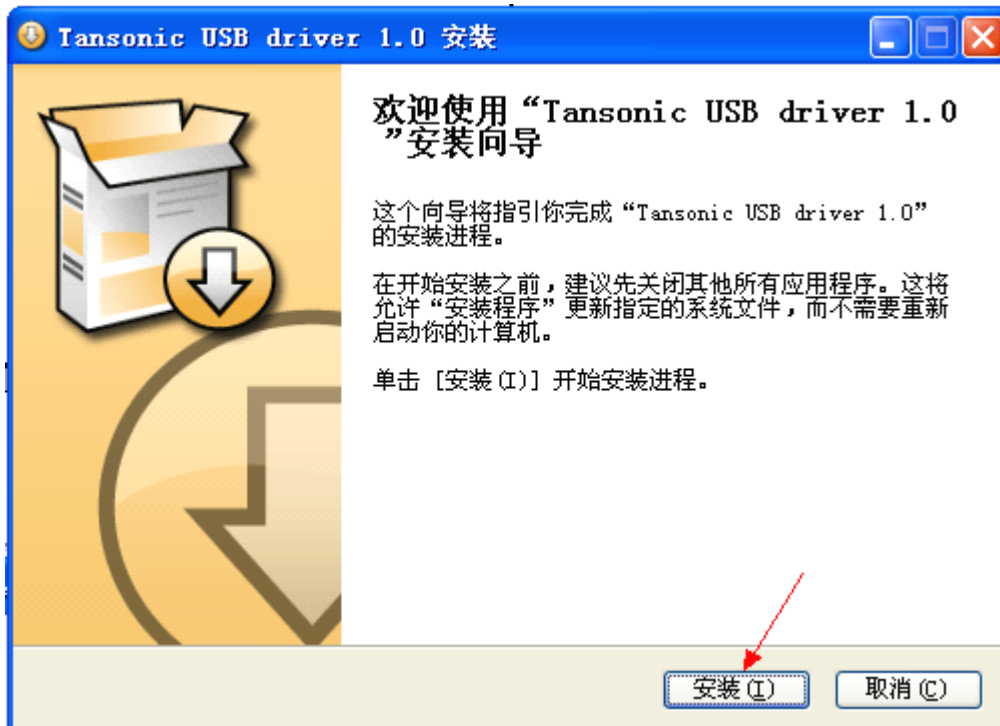 Tansonic USB driver 1.0 安装
欢迎使用“Tansonic USB driver 1.0
”安装向导
这个向导将指引你完成“Tansonic USB driver 1.0”
的安装进程。
在开始安装之前，建议先关闭其他所有应用程序。这将
允许“安装程序”更新指定的系统文件，而不需要重新
启动你的计算机。
单击 [安装(I)] 开始安装进程。
安装(I)
取消(C)